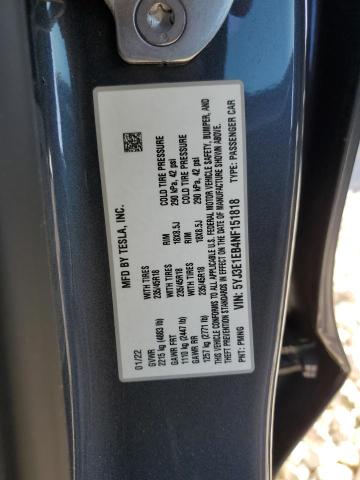 MFD BY TESLA, INC.
01/22
GVWR
2215 kg (4883 lb)
GAWR FRT WITH TIRES RIM COLD TIRE PRESSURE
1110 kg (2447 lb) 235/45R18 18X8.5J 290 kPa, 42 psi
GAWR RR WITH TIRES RIM COLD TIRE PRESSURE
1257 kg (2771 lb) 235/45R18 18X8.5J 290 kPa, 42 psi
THIS VEHICLE CONFORMS TO ALL APPLICABLE U.S. FEDERAL MOTOR VEHICLE SAFETY, BUMPER, AND
THEFT PREVENTION STANDARDS IN EFFECT ON THE DATE OF MANUFACTURE SHOWN ABOVE.
VIN: 5YJ3E1EB4NF151818 TYPE: PASSENGER CAR
PNT: PMNG